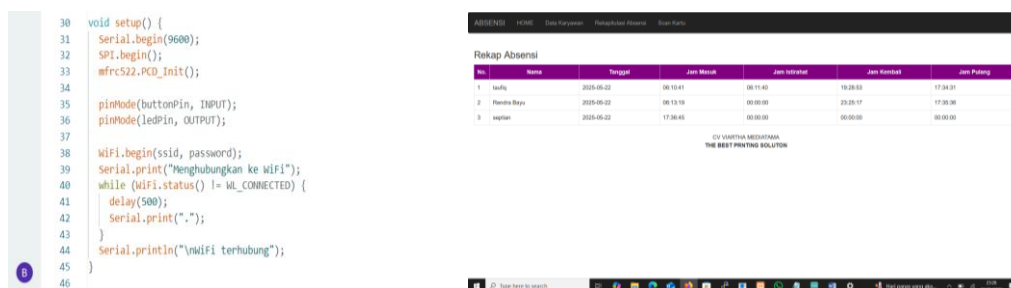 30 void setup() {
31 Serial.begin(9600);
32 SPI.begin();
33 mfrc522.PCD_Init();
34
35 pinMode(buttonPin, INPUT);
36 pinMode(ledPin, OUTPUT);
37
38 WiFi.begin(ssid, password);
39 Serial.print("Menghubungkan ke WiFi");
40 while (WiFi.status() != WL_CONNECTED) {
41 delay(500);
42 Serial.print(".");
43 }
44 Serial.println("\nWiFi terhubung");
45 }
46
B
ABSENSI HOME Data Karyawan Rekapitulasi Absensi Scan Kartu
Rekap Absensi
No. Nama Tanggal Jam Masuk Jam Istirahat Jam Kembali Jam Pulang
1 taufiq 2025-05-22 06:10:41 06:11:40 19:28:53 17:34:31
2 Rendra Bayu 2025-05-22 06:13:19 00:00:00 23:25:17 17:35:38
3 septian 2025-05-22 17:36:45 00:00:00 00:00:00 00:00:00
CV VIARTHA MEDIATAMA
THE BEST PRINTING SOLUTON
Type here to search